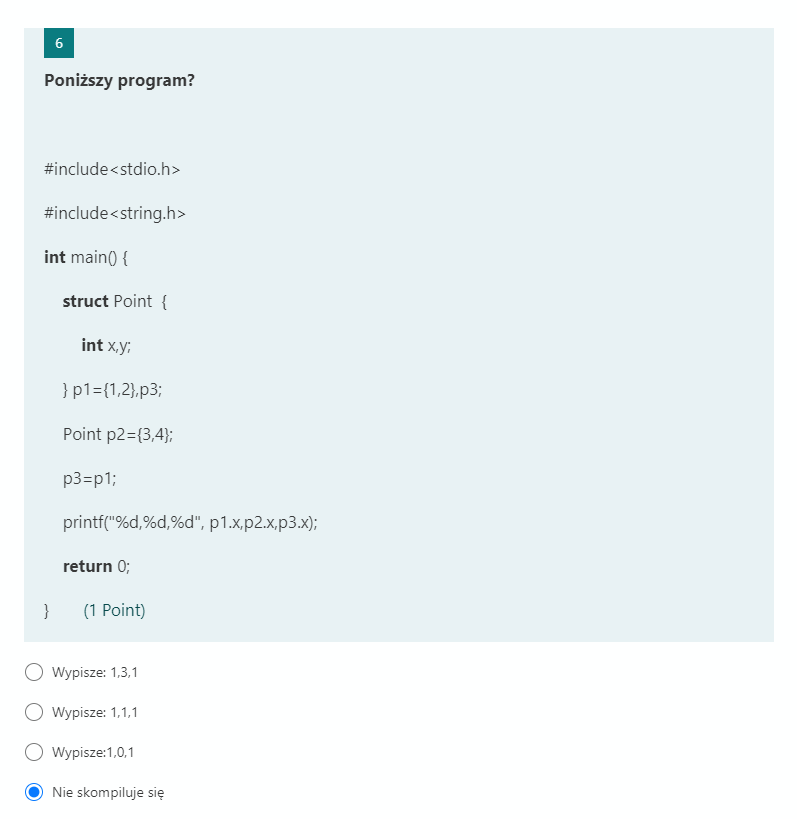 6
Poniższy program?
#include<stdio.h>
#include<string.h>
int main() {
struct Point {
int x,y;
} p1={1,2},p3;
Point p2={3,4};
p3=p1;
printf("%d,%d,%d", p1.x,p2.x,p3.x);
return 0;
} (1 Point)
Wypisze: 1,3,1
Wypisze: 1,1,1
Wypisze:1,0,1
Nie skompiluje się